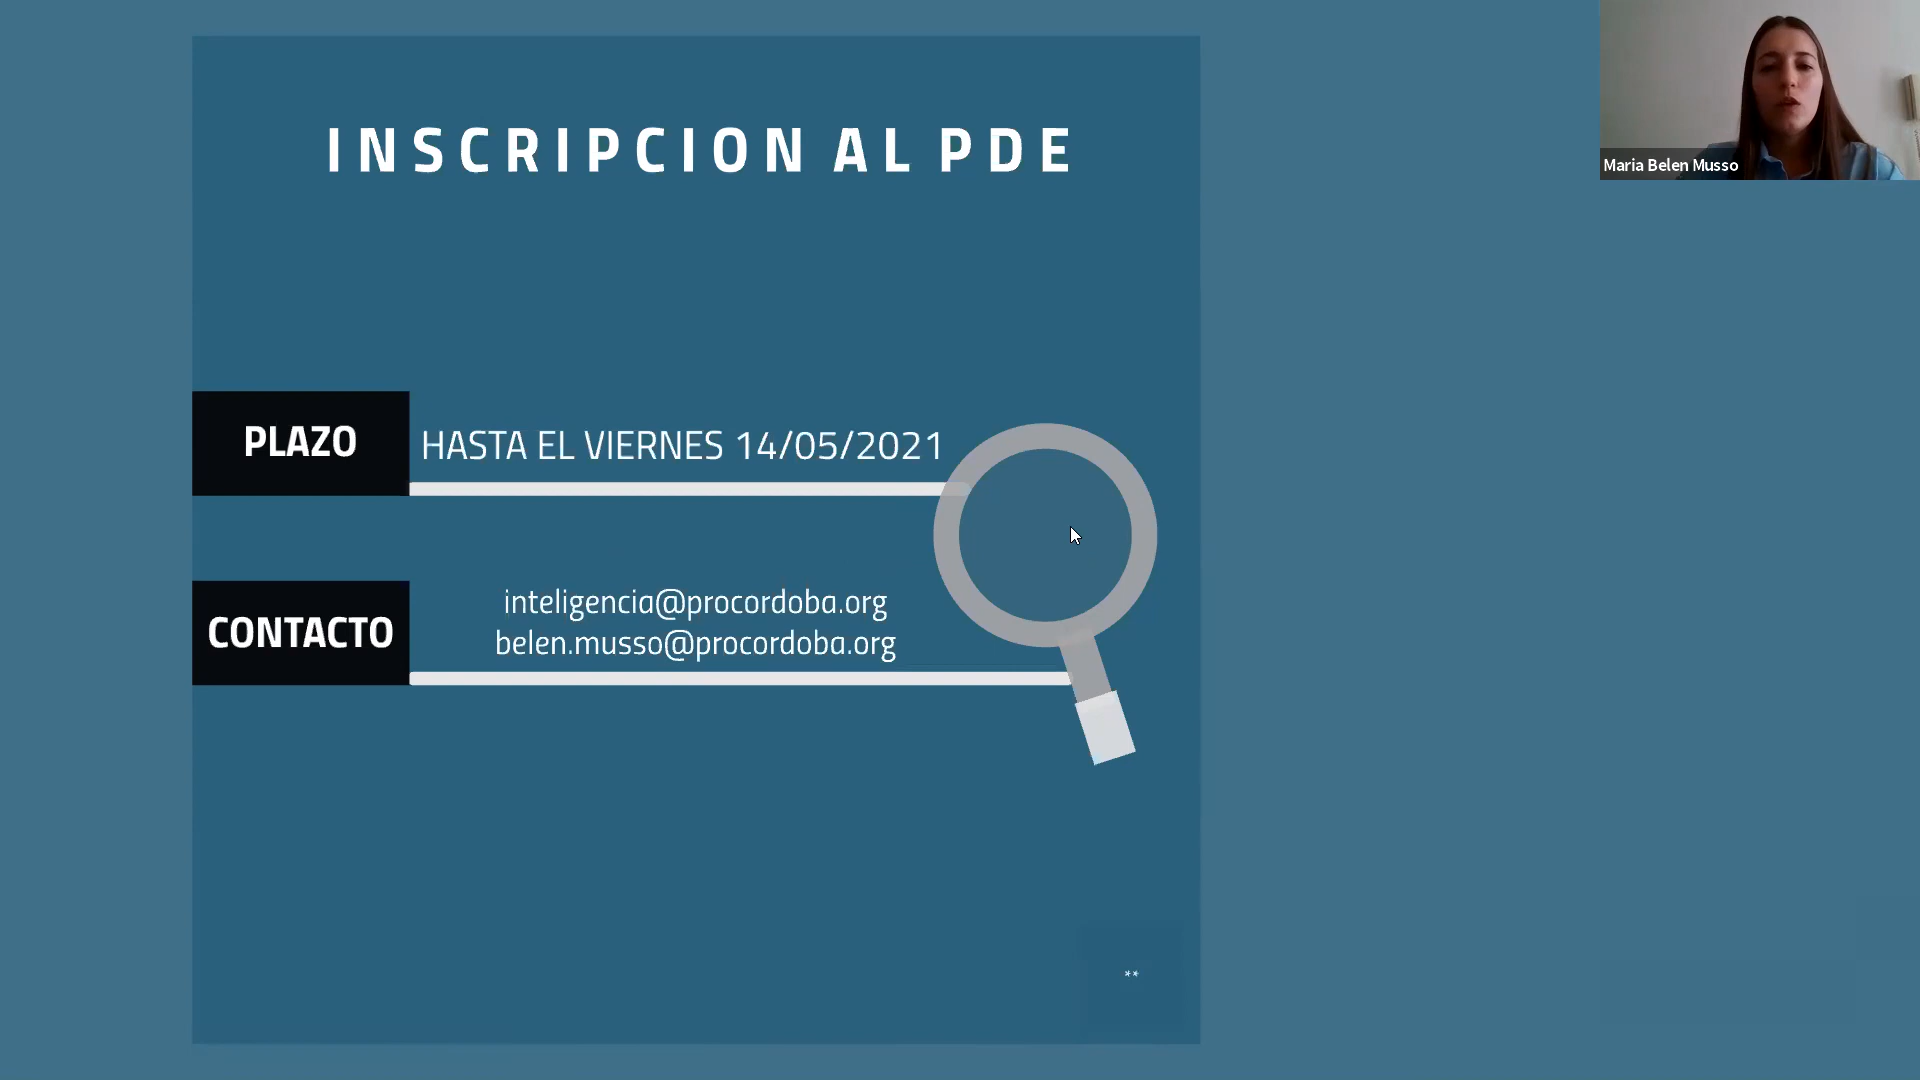 INSCRIPCION AL PDE
Maria Belen Musso
PLAZO
HASTA EL VIERNES 14/05/2021
CONTACTO
inteligencia@procordoba.org
belen.musso@procordoba.org
**